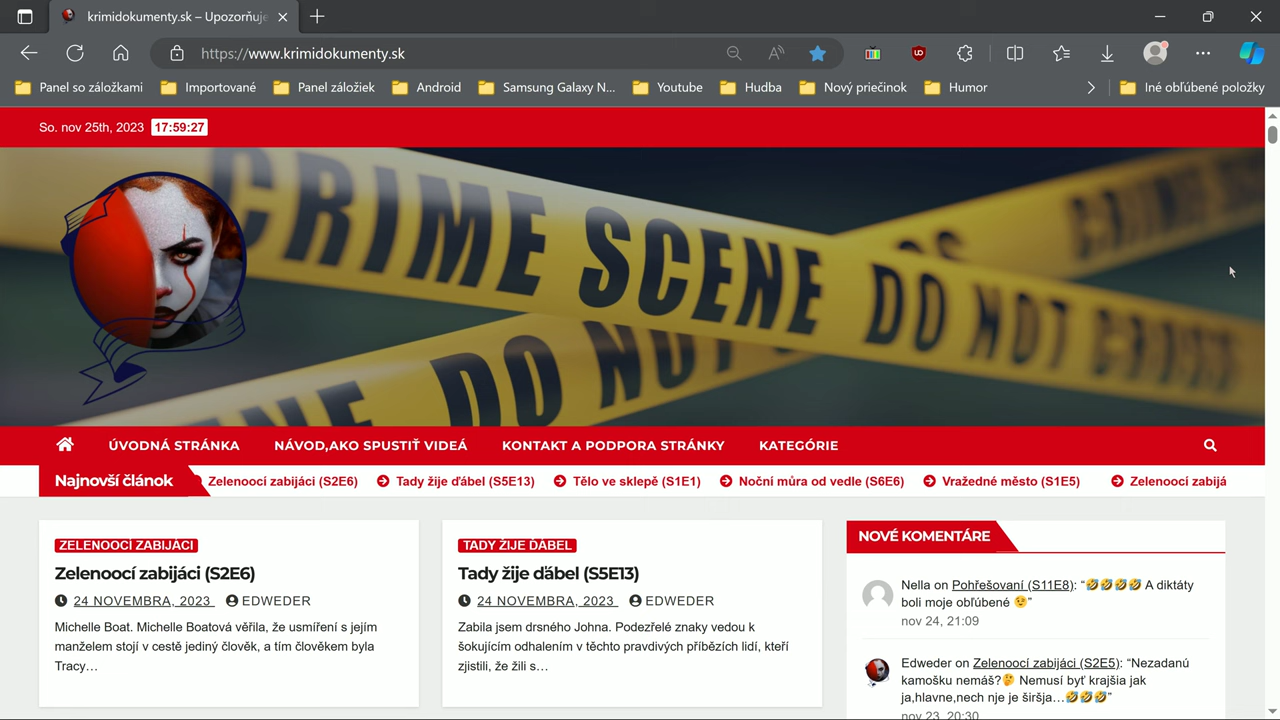 krimidokumenty.sk – Upozorňuje
https://www.krimidokumenty.sk
Panel so záložkami
Importované
Panel záložiek
Android
Samsung Galaxy N...
Youtube
Hudba
Nový priečinok
Humor
Iné obľúbené položky
So. nov 25th, 2023 17:59:27
CRIME SCENE DO NOT CROSS
DO NOT
ÚVODNÁ STRÁNKA
NÁVOD,AKO SPUSTIŤ VIDEÁ
KONTAKT A PODPORA STRÁNKY
KATEGÓRIE
Najnovší článok
Zelenoocí zabijáci (S2E6)
Tady žije ďábel (S5E13)
Tělo ve sklepě (S1E1)
Noční můra od vedle (S6E6)
Vražedné město (S1E5)
Zelenoocí zabijá
ZELENOOCÍ ZABIJÁCI
Zelenoocí zabijáci (S2E6)
24 NOVEMBRA, 2023 EDWEDER
Michelle Boat. Michelle Boatová věřila, že usmíření s jejím
manželem stojí v cestě jediný člověk, a tím člověkem byla
Tracy…
TADY ŽIJE ĎÁBEL
Tady žije ďábel (S5E13)
24 NOVEMBRA, 2023 EDWEDER
Zabila jsem drsného Johna. Podezřelé znaky vedou k
šokujícím odhalením v těchto pravdivých příbězích lidí, kteří
zjistili, že žili s…
NOVÉ KOMENTÁRE
Nella on Pohřešovaní (S11E8): “🤣🤣🤣🤣 A diktáty
boli moje obľúbené 😉”
nov 24, 21:09
Edweder on Zelenoocí zabijáci (S2E5): “Nezadanú
kamošku nemáš?🤔 Nemusí byť krajšia jak
ja,hlavne,nech nje je širšja…🤣🤣🤣”
nov 23, 20:30